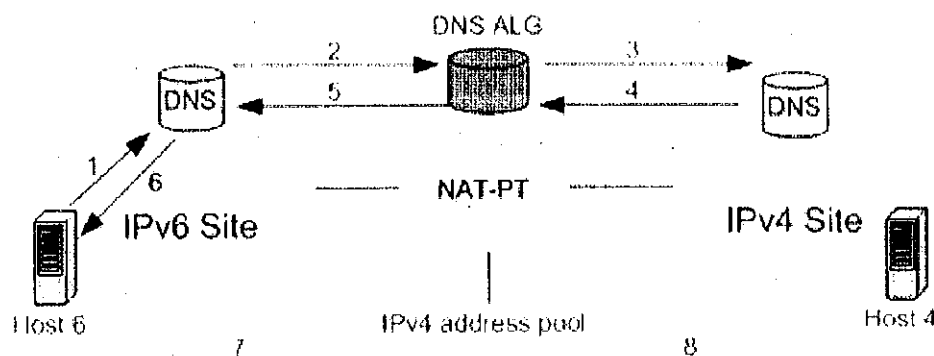 DNS ALG
2
3
DNS
5
4
DNS
1
6
NAT-PT
IPv6 Site
IPv4 Site
Host 6
IPv4 address pool
Host 4
7
8